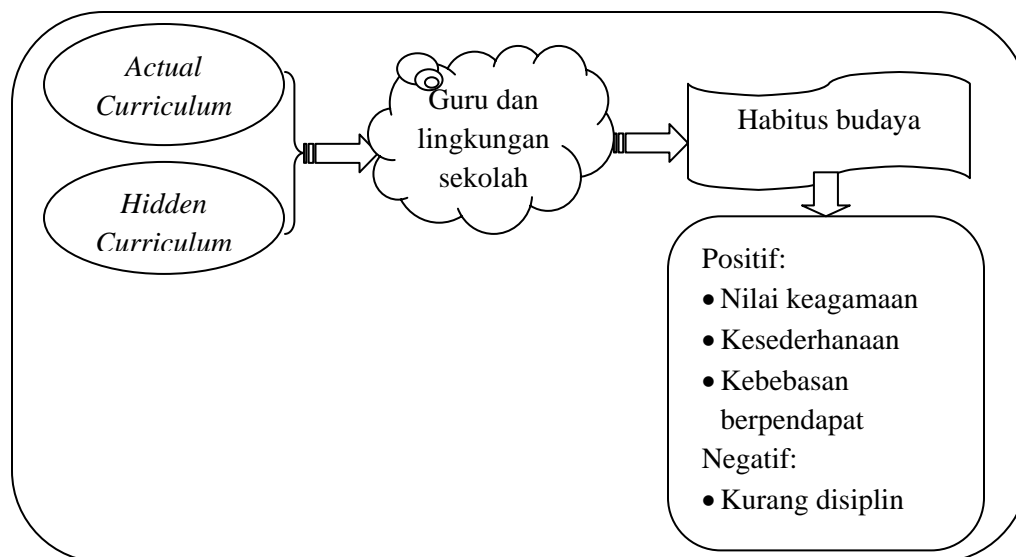 Actual
Curriculum
Hidden
Curriculum
Guru dan
lingkungan
sekolah
Habitus budaya
Positif:
• Nilai keagamaan
• Kesederhanaan
• Kebebasan
berpendapat
Negatif:
• Kurang disiplin